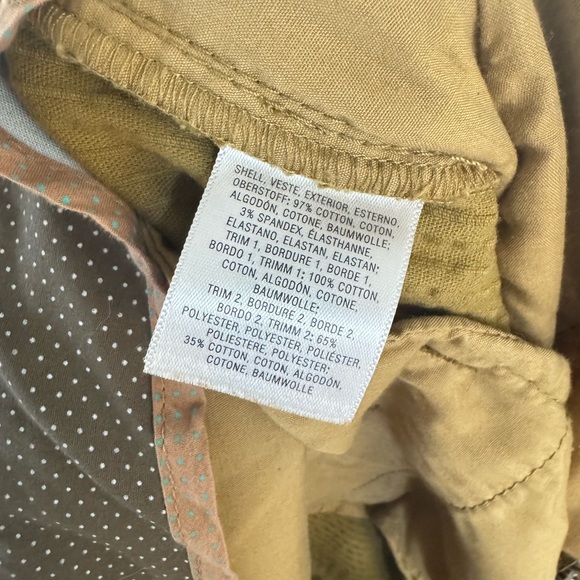 SHELL, VESTE, EXTERIOR, ESTERNO,
OBERSTOFF: 97% COTTON, COTON,
ALGODÓN, COTONE, BAUMWOLLE;
3% SPANDEX, ÉLASTHANNE,
ELASTANO, ELASTAN, ELASTAN;
TRIM 1, BORDURE 1, BORDE 1,
BORDO 1, TRIMM 1: 100% COTTON,
COTON, ALGODÓN, COTONE,
BAUMWOLLE;
TRIM 2, BORDURE 2, BORDE 2,
BORDO 2, TRIMM 2: 65%
POLYESTER, POLYESTER, POLIÉSTER,
POLIESTERE, POLYESTER;
35% COTTON, COTON, ALGODÓN,
COTONE, BAUMWOLLE